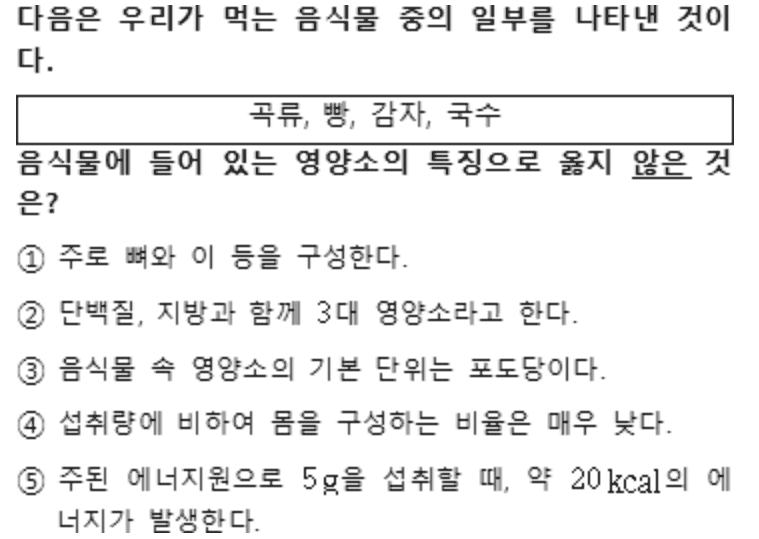 다음은 우리가 먹는 음식물 중의 일부를 나타낸 것이
다.
곡류, 빵, 감자, 국수
음식물에 들어 있는 영양소의 특징으로 옳지 않은 것
은?
① 주로 뼈와 이 등을 구성한다.
② 단백질, 지방과 함께 3대 영양소라고 한다.
③ 음식물 속 영양소의 기본 단위는 포도당이다.
④ 섭취량에 비하여 몸을 구성하는 비율은 매우 낮다.
⑤ 주된 에너지원으로 5g을 섭취할 때, 약 20kcal의 에
너지가 발생한다.